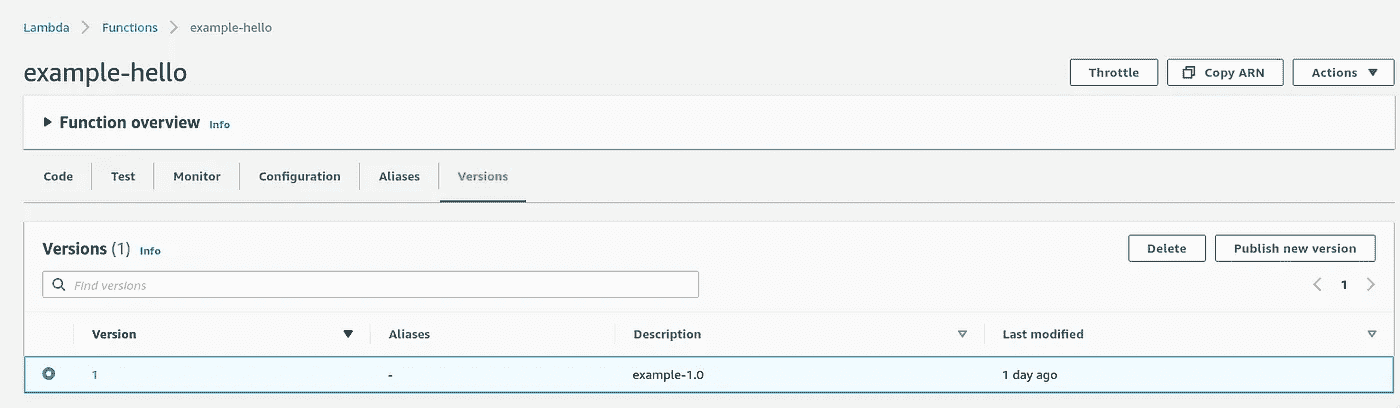 Lambda Functions example-hello
example-hello
Throttle Copy ARN Actions
Function overview Info
Code Test Monitor Configuration Aliases Versions
Versions (1) Info
Delete Publish new version
Find versions
1
Version Aliases Description Last modified
1 - example-1.0 1 day ago